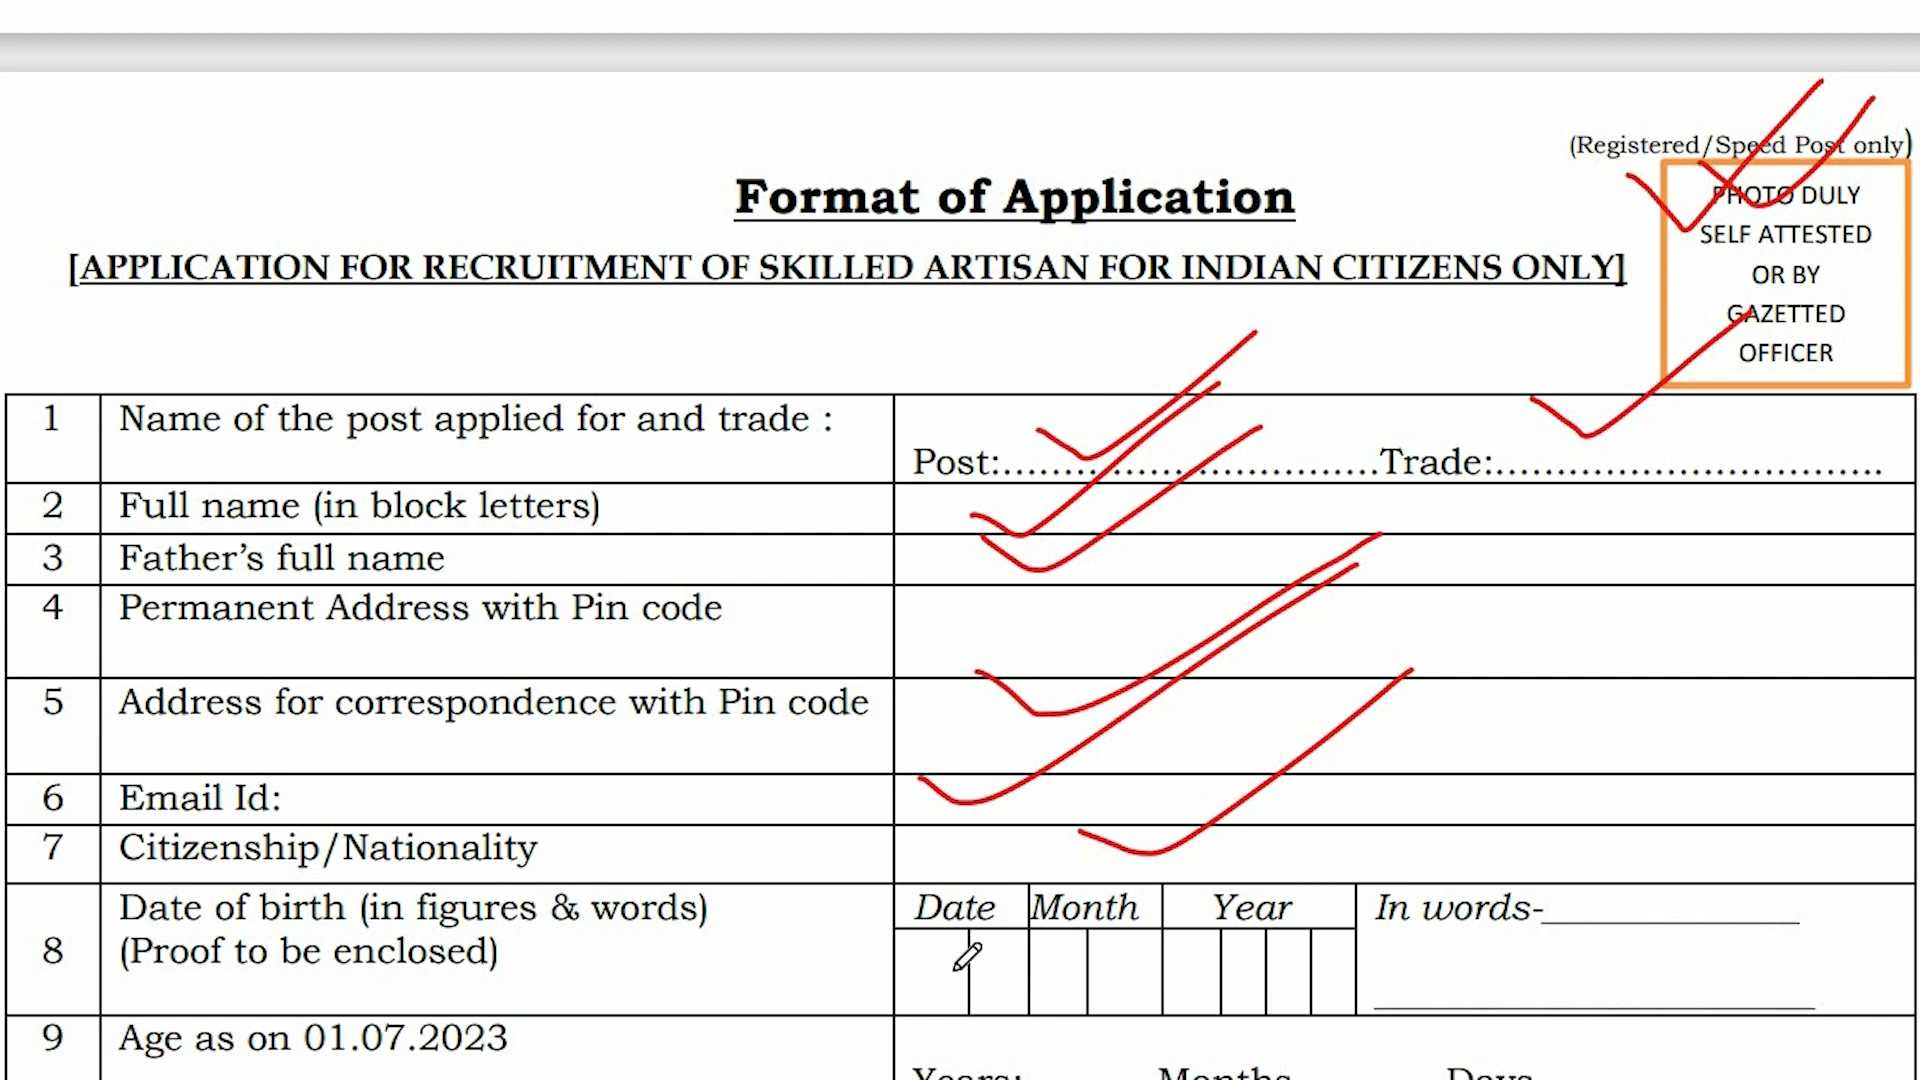 (Registered/Speed Post only)
Format of Application
[APPLICATION FOR RECRUITMENT OF SKILLED ARTISAN FOR INDIAN CITIZENS ONLY]
PHOTO DULY
SELF ATTESTED
OR BY
GAZETTED
OFFICER
1 Name of the post applied for and trade :
Post:.................................Trade:.................................
2 Full name (in block letters)
3 Father’s full name
4 Permanent Address with Pin code
5 Address for correspondence with Pin code
6 Email Id:
7 Citizenship/Nationality
8 Date of birth (in figures & words)
(Proof to be enclosed)
Date Month Year In words-_______________
_________________________
9 Age as on 01.07.2023
Years: Months Days